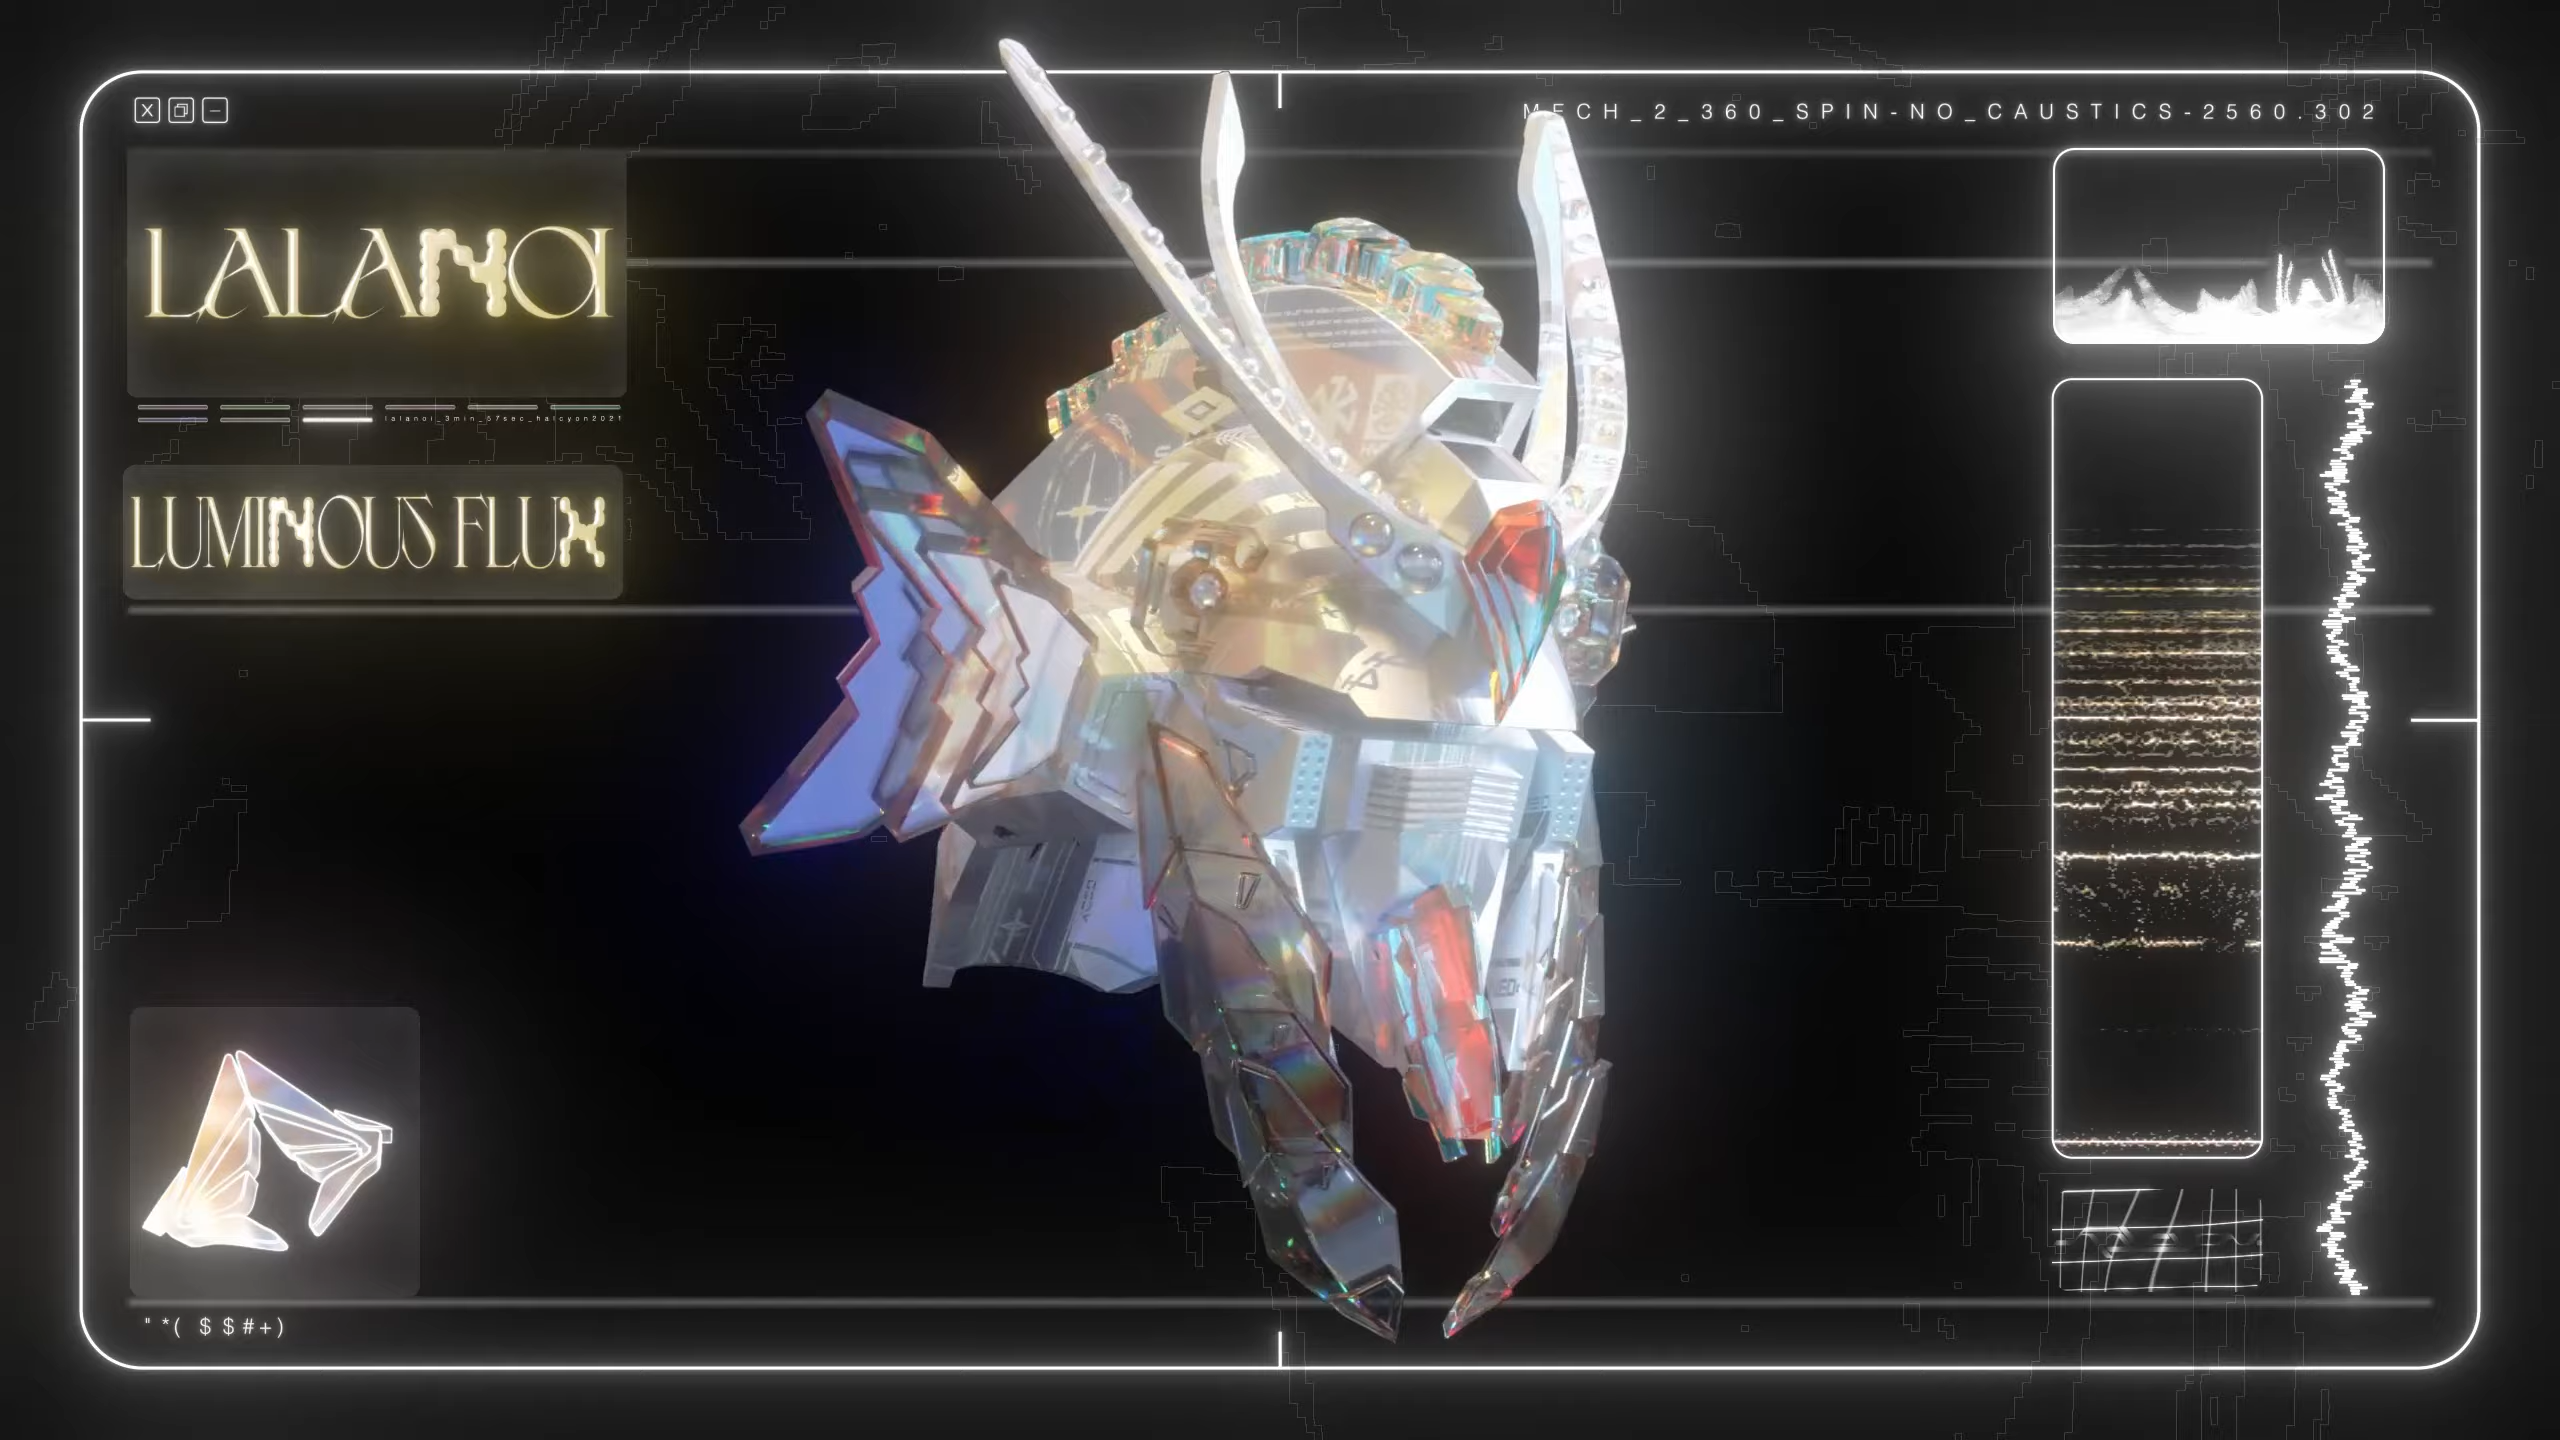 MECH_2_360_SPIN-NO_CAUSTICS-2560.302
LALANOI
lalanoi_3min_57sec_halcyon2021
LUMINOUS FLUX
"*( $$#+)